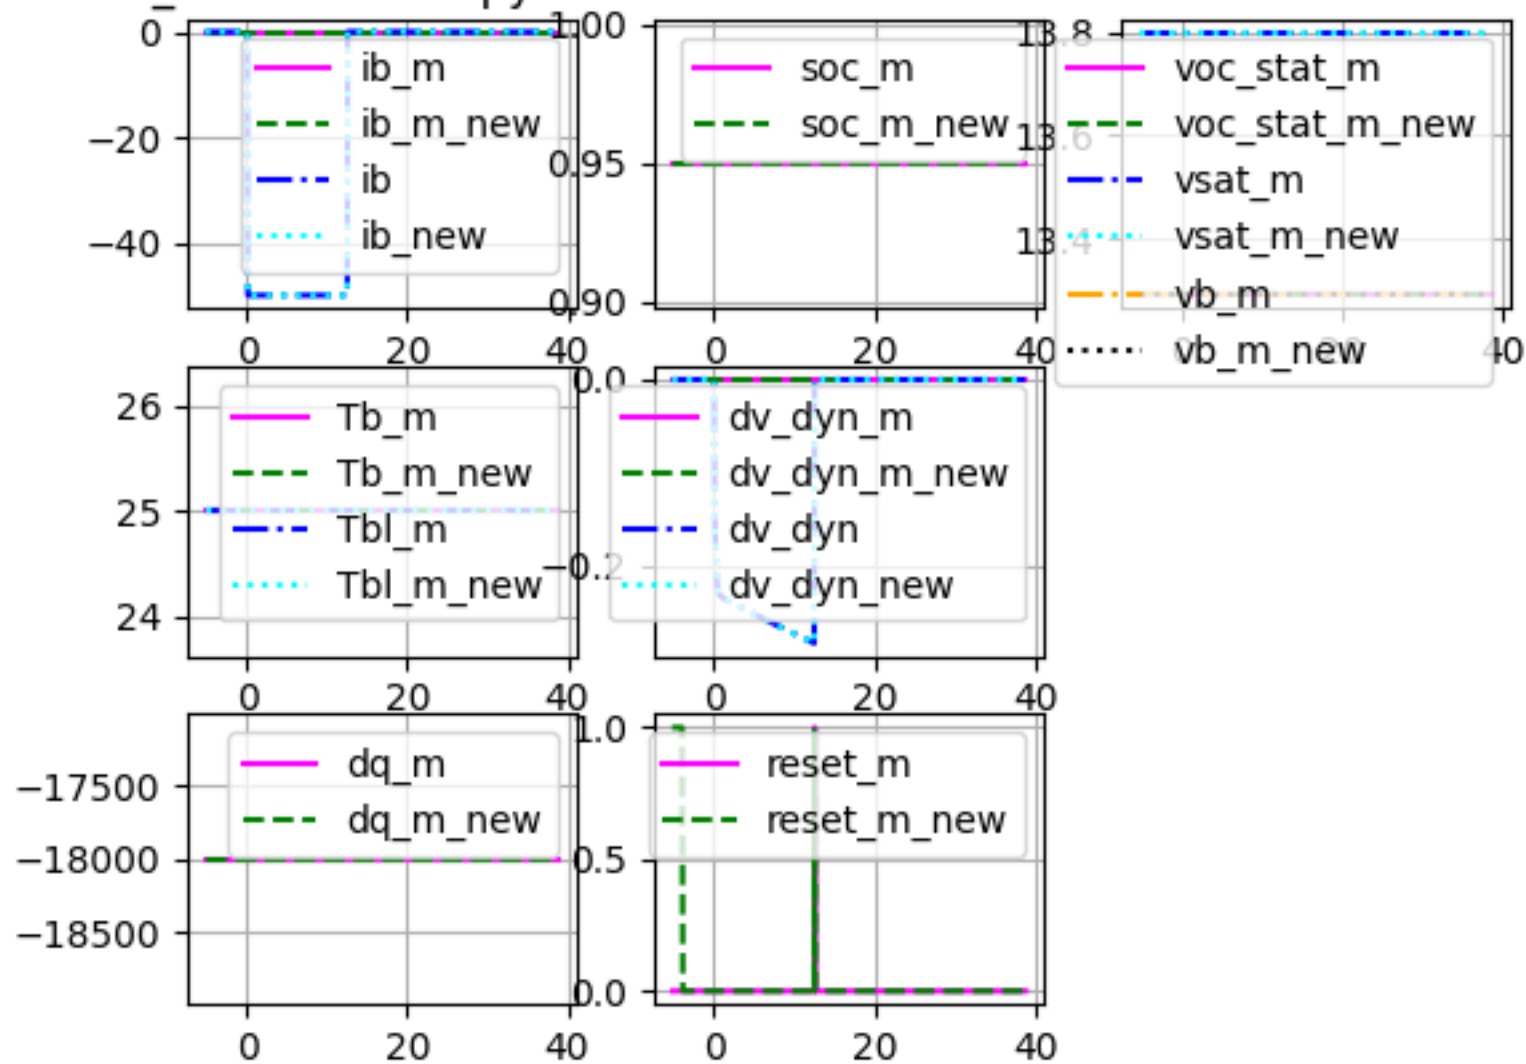 py
0
−20
−40
ib_m
ib_m_new
ib
ib_new
0 20 40
1.00
0.95
0.90
soc_m
soc_m_new
0 20 40
13.8
13.6
13.4
voc_stat_m
voc_stat_m_new
vsat_m
vsat_m_new
vb_m
vb_m_new
0 20 40
26
25
24
Tb_m
Tb_m_new
Tbl_m
Tbl_m_new
0 20 40
0.0
−0.2
dv_dyn_m
dv_dyn_m_new
dv_dyn
dv_dyn_new
0 20 40
−17500
−18000
−18500
dq_m
dq_m_new
0 20 40
1.0
0.5
0.0
reset_m
reset_m_new
0 20 40